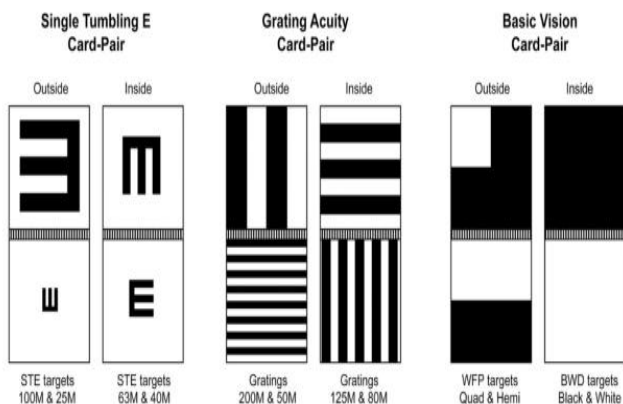 Single Tumbling E
Card-Pair
Grating Acuity
Card-Pair
Basic Vision
Card-Pair
Outside
Inside
Outside
Inside
Outside
Inside
STE targets
100M & 25M
STE targets
63M & 40M
Gratings
200M & 50M
Gratings
125M & 80M
WFP targets
Quad & Hemi
BWD targets
Black & White